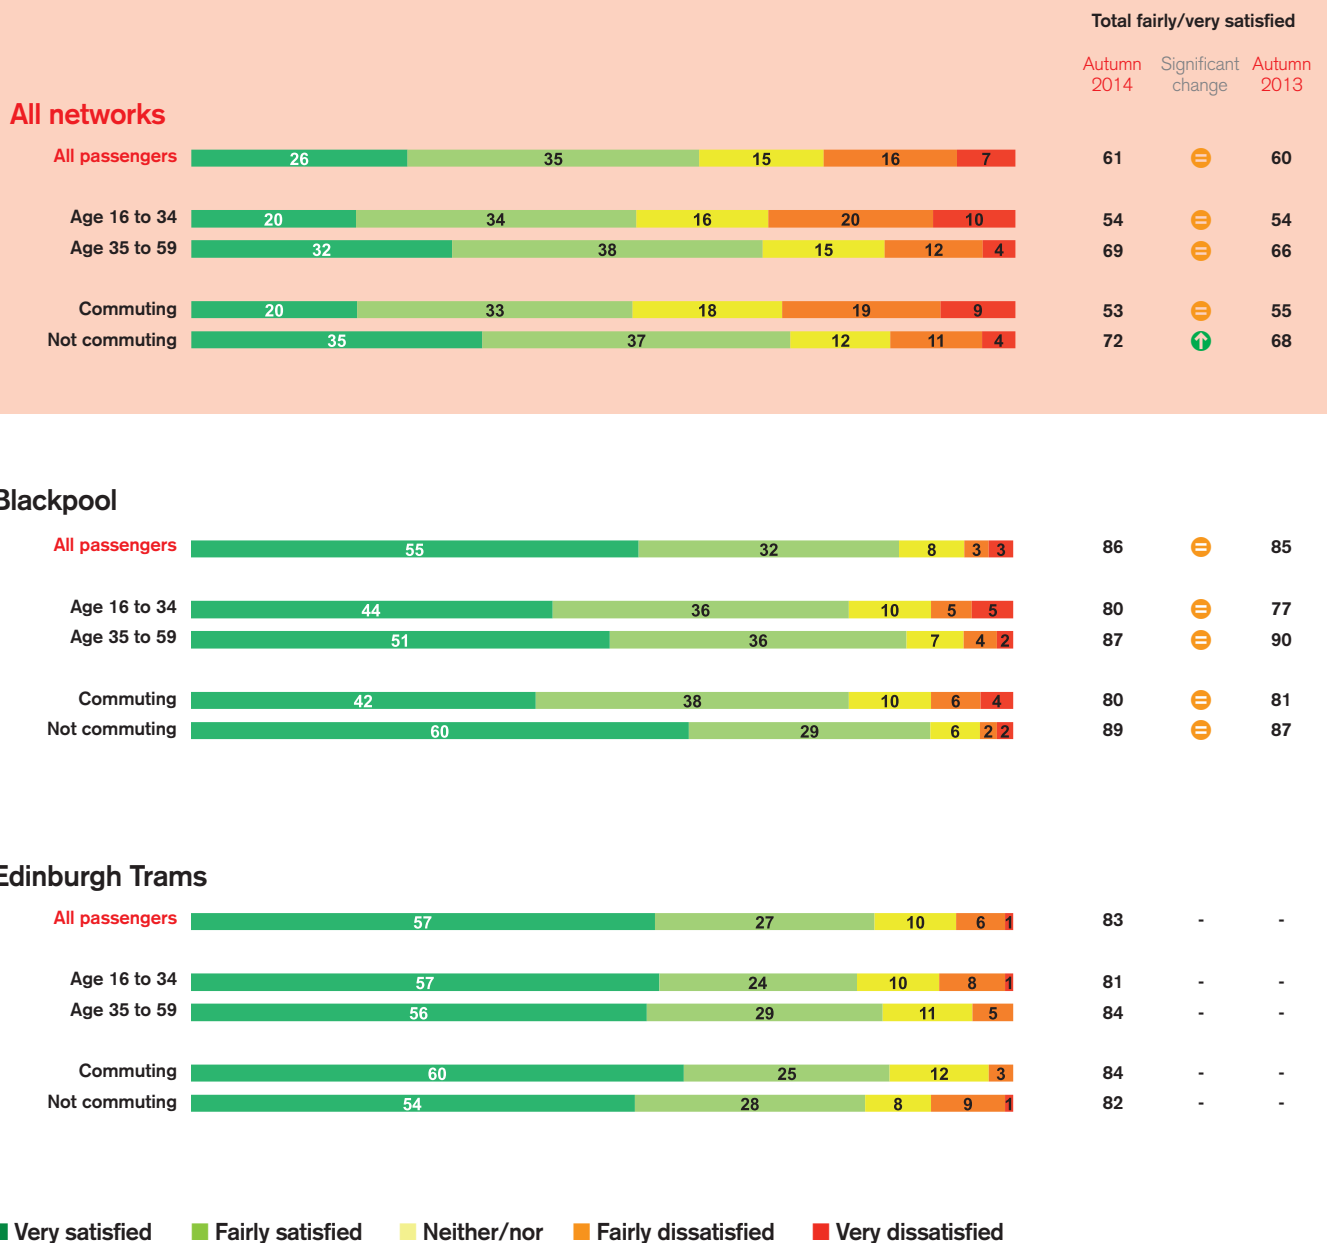 Total fairly/very satisfied
Autumn 2014 Significant change Autumn 2013
All networks
All passengers 26 35 15 16 7 61 = 60
Age 16 to 34 20 34 16 20 10 54 = 54
Age 35 to 59 32 38 15 12 4 69 = 66
Commuting 20 33 18 19 9 53 = 55
Not commuting 35 37 12 11 4 72 ↑ 68
Blackpool
All passengers 55 32 8 3 3 86 = 85
Age 16 to 34 44 36 10 5 5 80 = 77
Age 35 to 59 51 36 7 4 2 87 = 90
Commuting 42 38 10 6 4 80 = 81
Not commuting 60 29 6 2 2 89 = 87
Edinburgh Trams
All passengers 57 27 10 6 1 83 - -
Age 16 to 34 57 24 10 8 1 81 - -
Age 35 to 59 56 29 11 5 84 - -
Commuting 60 25 12 3 84 - -
Not commuting 54 28 8 9 1 82 - -
Very satisfied Fairly satisfied Neither/nor Fairly dissatisfied Very dissatisfied